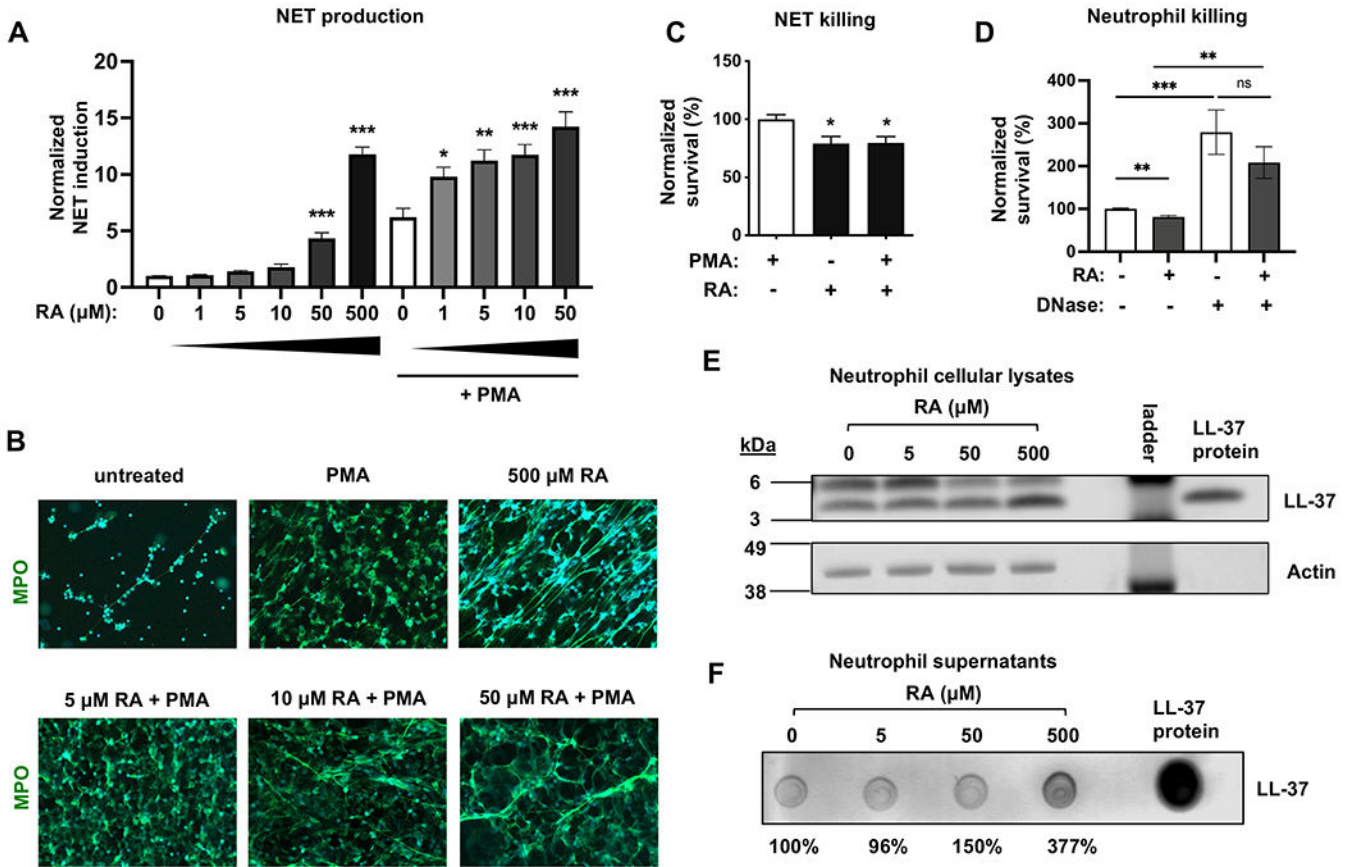 A
NET production
Normalized
NET induction
20
15
10
5
0
*** *** * ** *** ***
RA (µM): 0 1 5 10 50 500 0 1 5 10 50
+ PMA
B
untreated PMA 500 µM RA
MPO
5 µM RA + PMA 10 µM RA + PMA 50 µM RA + PMA
MPO
C
NET killing
Normalized
survival (%)
150
100
50
0
* *
PMA: + - +
RA: - + +
D
Neutrophil killing
Normalized
survival (%)
400
300
200
100
0
**
*** ns
**
RA: - + - +
DNase: - - + +
E
Neutrophil cellular lysates
RA (µM)
kDa 0 5 50 500 ladder LL-37
protein
6
3
LL-37
49
38
Actin
F
Neutrophil supernatants
RA (µM)
0 5 50 500 LL-37
protein
LL-37
100% 96% 150% 377%